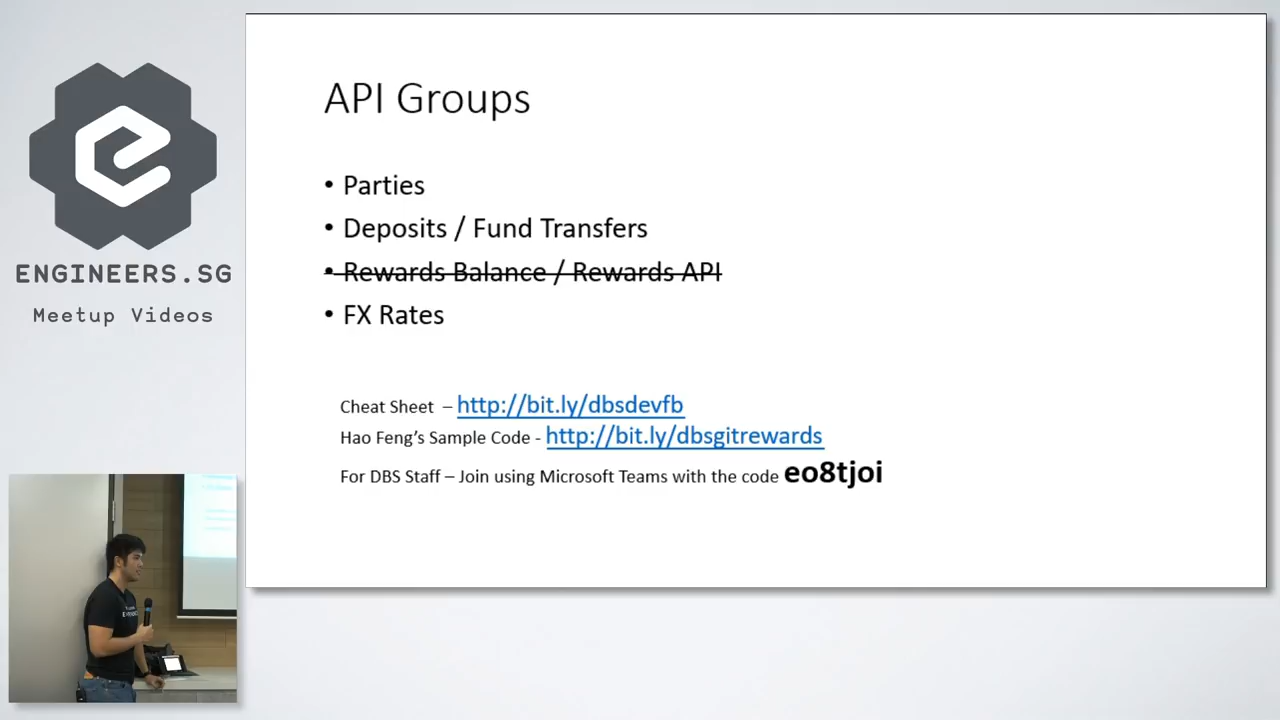 ENGINEERS.SG
Meetup Videos
API Groups
• Parties
• Deposits / Fund Transfers
• Rewards Balance / Rewards API
• FX Rates
Cheat Sheet – http://bit.ly/dbsdevfb
Hao Feng's Sample Code - http://bit.ly/dbsgitrewards
For DBS Staff – Join using Microsoft Teams with the code eo8tjoi